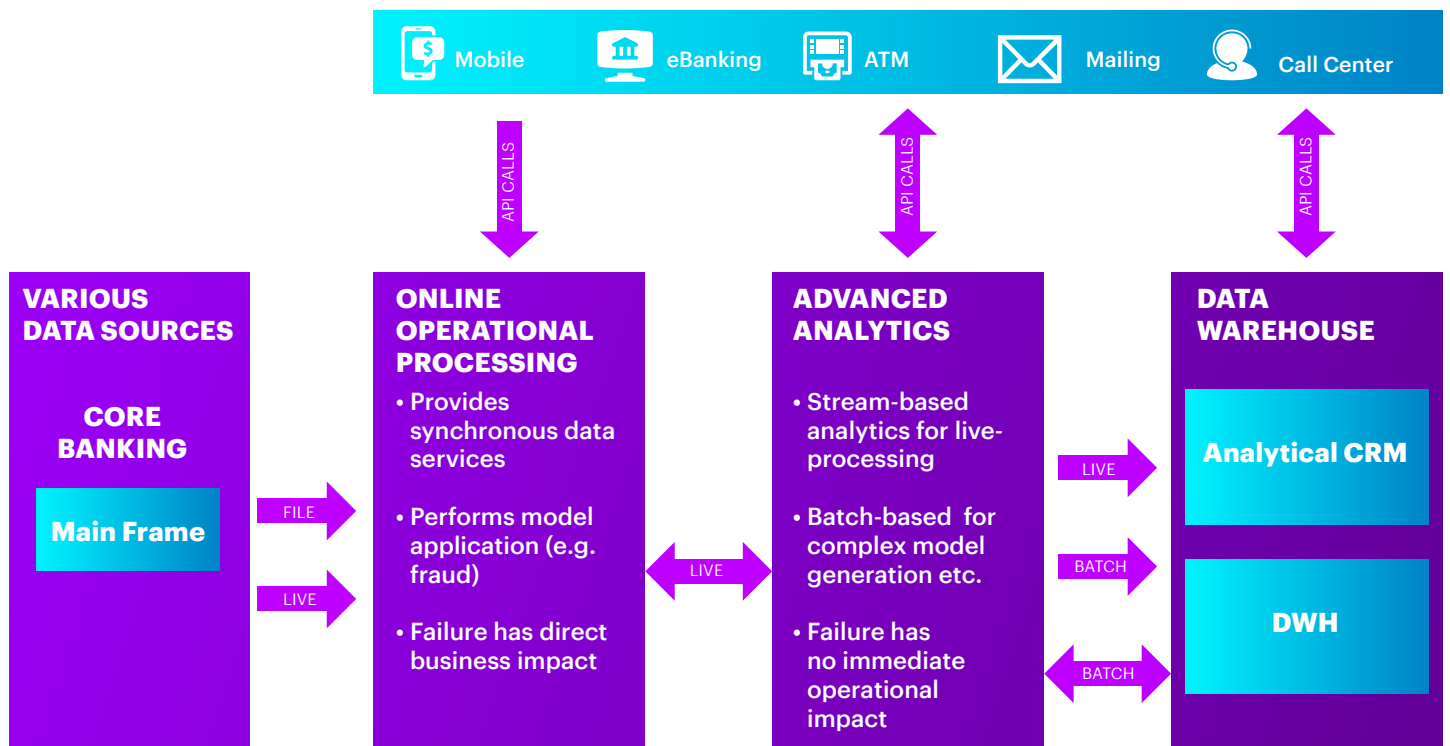 $
Mobile
eBanking
ATM
Mailing
Call Center
API CALLS
API CALLS
API CALLS
VARIOUS
DATA SOURCES
CORE
BANKING
Main Frame
FILE
LIVE
ONLINE
OPERATIONAL
PROCESSING
• Provides
synchronous data
services
• Performs model
application (e.g.
fraud)
• Failure has direct
business impact
LIVE
ADVANCED
ANALYTICS
• Stream-based
analytics for live-
processing
• Batch-based for
complex model
generation etc.
• Failure has
no immediate
operational
impact
LIVE
BATCH
BATCH
DATA
WAREHOUSE
Analytical CRM
DWH